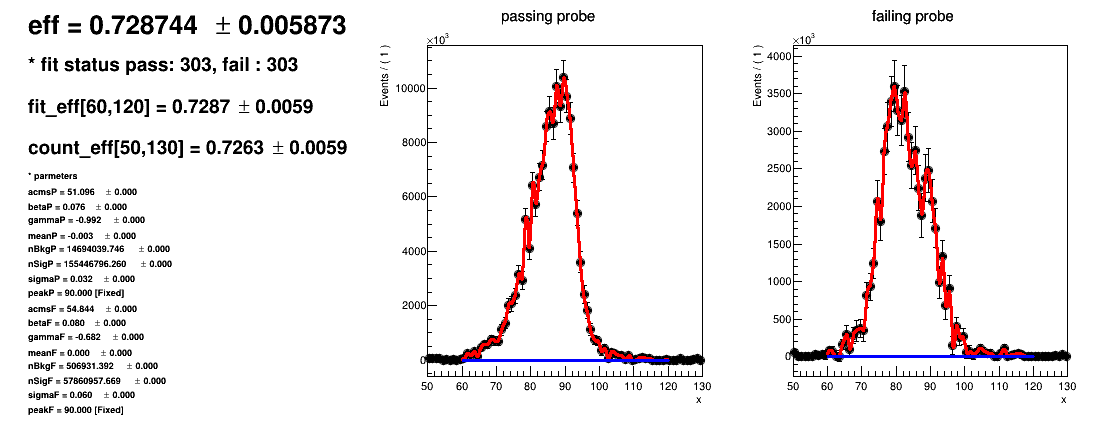 eff = 0.728744 ± 0.005873
* fit status pass: 303, fail : 303
fit_eff[60,120] = 0.7287 ± 0.0059
count_eff[50,130] = 0.7263 ± 0.0059
* parmeters
acmsP = 51.096 ± 0.000
betaP = 0.076 ± 0.000
gammaP = -0.992 ± 0.000
meanP = -0.003 ± 0.000
nBkgP = 14694039.746 ± 0.000
nSigP = 155446796.260 ± 0.000
sigmaP = 0.032 ± 0.000
peakP = 90.000 [Fixed]
acmsF = 54.844 ± 0.000
betaF = 0.080 ± 0.000
gammaF = -0.682 ± 0.000
meanF = 0.000 ± 0.000
nBkgF = 506931.392 ± 0.000
nSigF = 57860957.669 ± 0.000
sigmaF = 0.060 ± 0.000
peakF = 90.000 [Fixed]
passing probe
×10³
Events / ( 1 )
10000
8000
6000
4000
2000
0
50 60 70 80 90 100 110 120 130
x
failing probe
×10³
Events / ( 1 )
4000
3500
3000
2500
2000
1500
1000
500
0
50 60 70 80 90 100 110 120 130
x